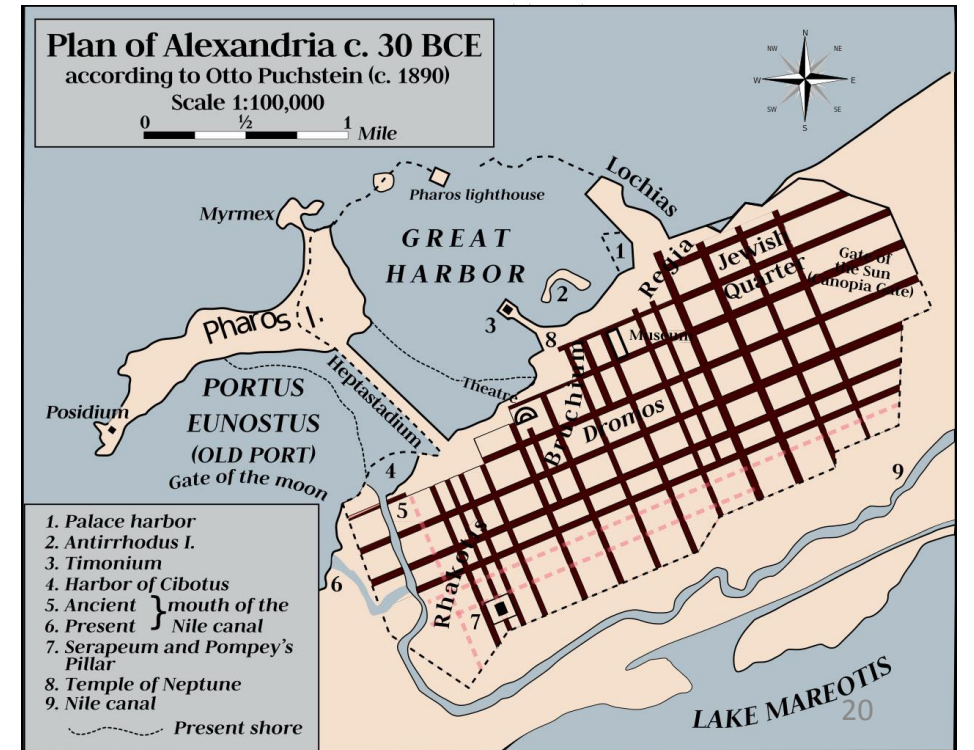 Plan of Alexandria c. 30 BCE
according to Otto Puchstein (c. 1890)
Scale 1:100,000
0 ½ 1 Mile
N
NE
E
SE
S
SW
W
NW
Lochias
Pharos lighthouse
Myrmex
GREAT
HARBOR
1
2
3
8
Regia
Jewish
Quarter
Gate of
the Sun
(Canopia Gate)
Museum
Pharos I.
Heptastadium
Theatre
Bruchium
Dromos
Posidium
PORTUS
EUNOSTUS
(OLD PORT)
Gate of the moon
4
5
6
Rhakotus
7
9
LAKE MAREOTIS
20
1. Palace harbor
2. Antirrhodus I.
3. Timonium
4. Harbor of Cibotus
5. Ancient } mouth of the
6. Present Nile canal
7. Serapeum and Pompey's
Pillar
8. Temple of Neptune
9. Nile canal
Present shore